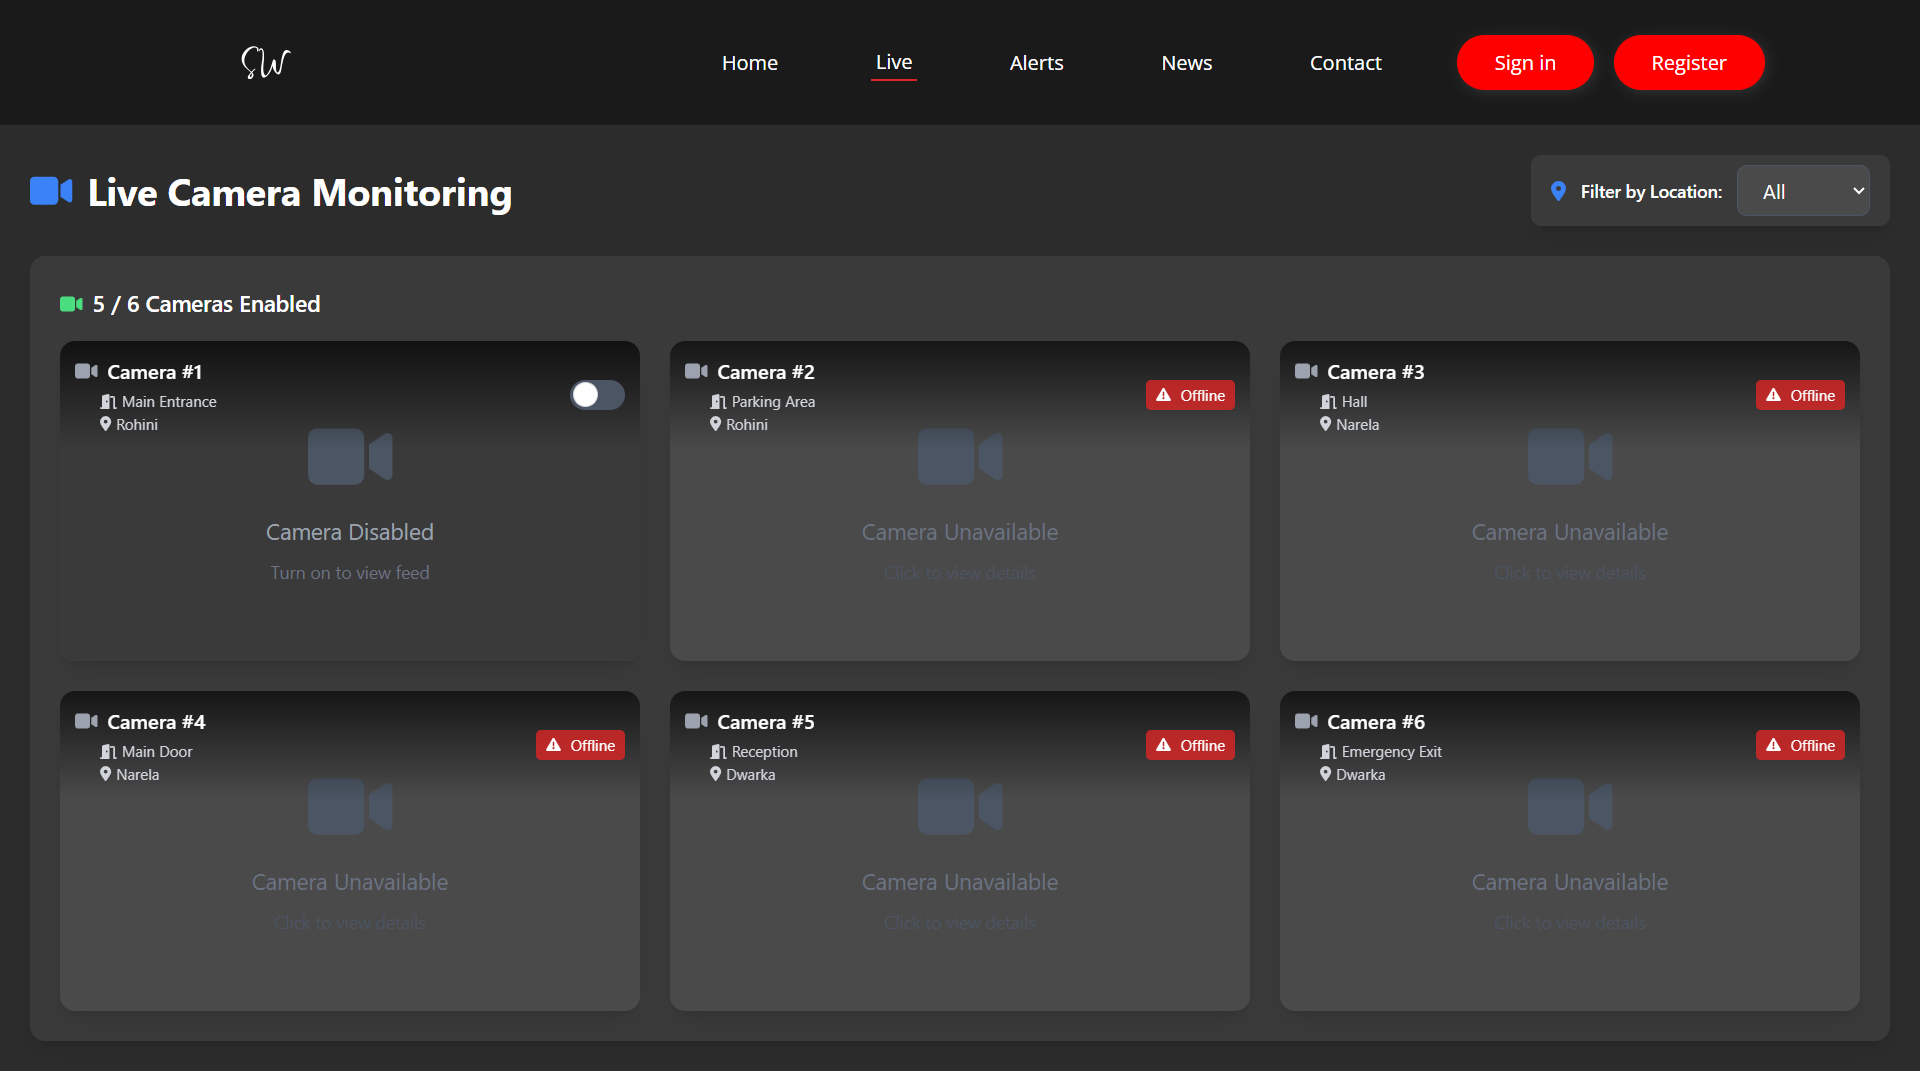 SW
Home
Live
Alerts
News
Contact
Sign in
Register
Live Camera Monitoring
Filter by Location:
All
5 / 6 Cameras Enabled
Camera #1
Main Entrance
Rohini
Camera Disabled
Turn on to view feed
Camera #2
Parking Area
Rohini
Offline
Camera Unavailable
Click to view details
Camera #3
Hall
Narela
Offline
Camera Unavailable
Click to view details
Camera #4
Main Door
Narela
Offline
Camera Unavailable
Click to view details
Camera #5
Reception
Dwarka
Offline
Camera Unavailable
Click to view details
Camera #6
Emergency Exit
Dwarka
Offline
Camera Unavailable
Click to view details